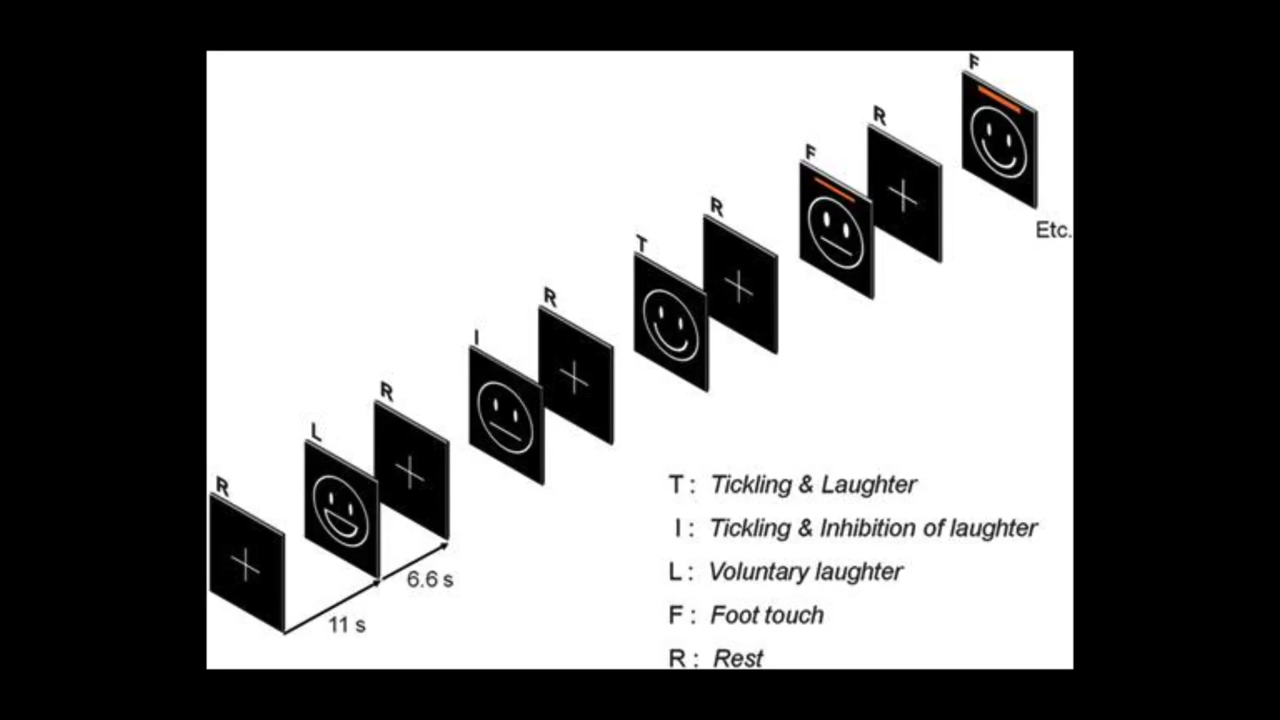 F
R
F
Etc.
R
T
R
I
R
L
R
6.6 s
11 s
T : Tickling & Laughter
I : Tickling & Inhibition of laughter
L : Voluntary laughter
F : Foot touch
R : Rest